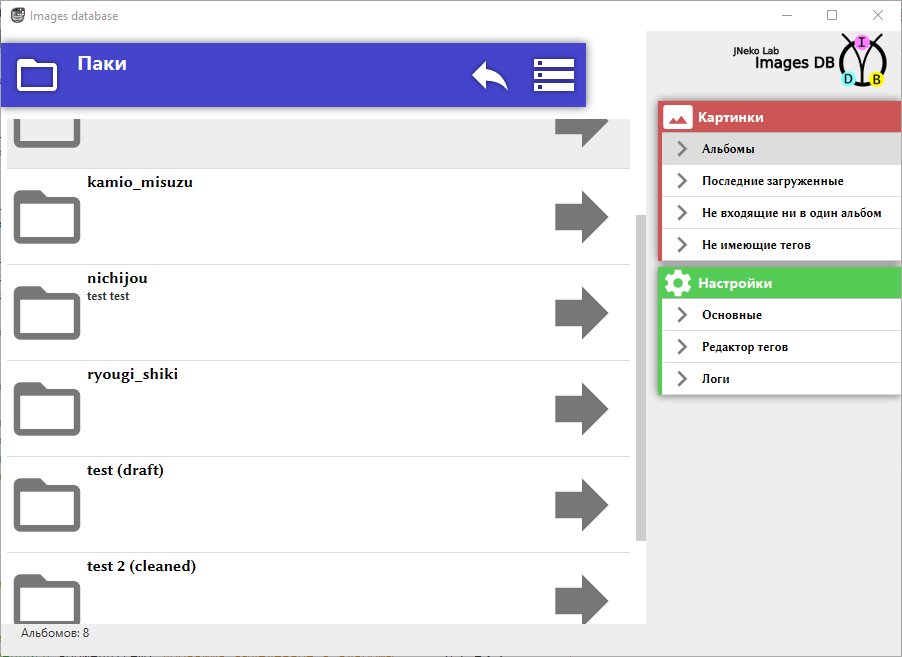 Images database
Паки
kamio_misuzu
nichijou
test test
ryougi_shiki
test (draft)
test 2 (cleaned)
Альбомов: 8
JNeko Lab
Images DB
I
D
B
Картинки
Альбомы
Последние загруженные
Не входящие ни в один альбом
Не имеющие тегов
Настройки
Основные
Редактор тегов
Логи